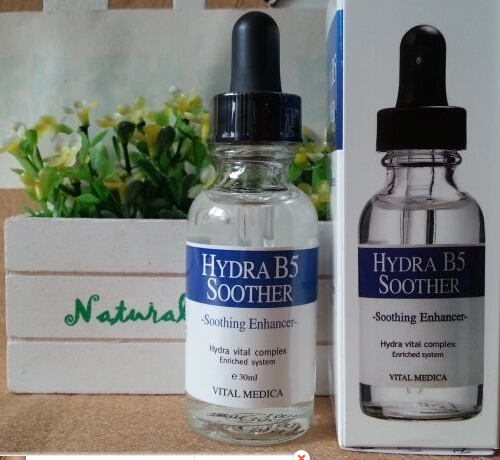 Natural
HYDRA B5
SOOTHER
-Soothing Enhancer-
Hydra vital complex
Enriched system
℮ 30ml
VITAL MEDICA
HYDRA B5
SOOTHER
-Soothing Enhancer-
Hydra vital complex
Enriched system
VITAL MEDICA